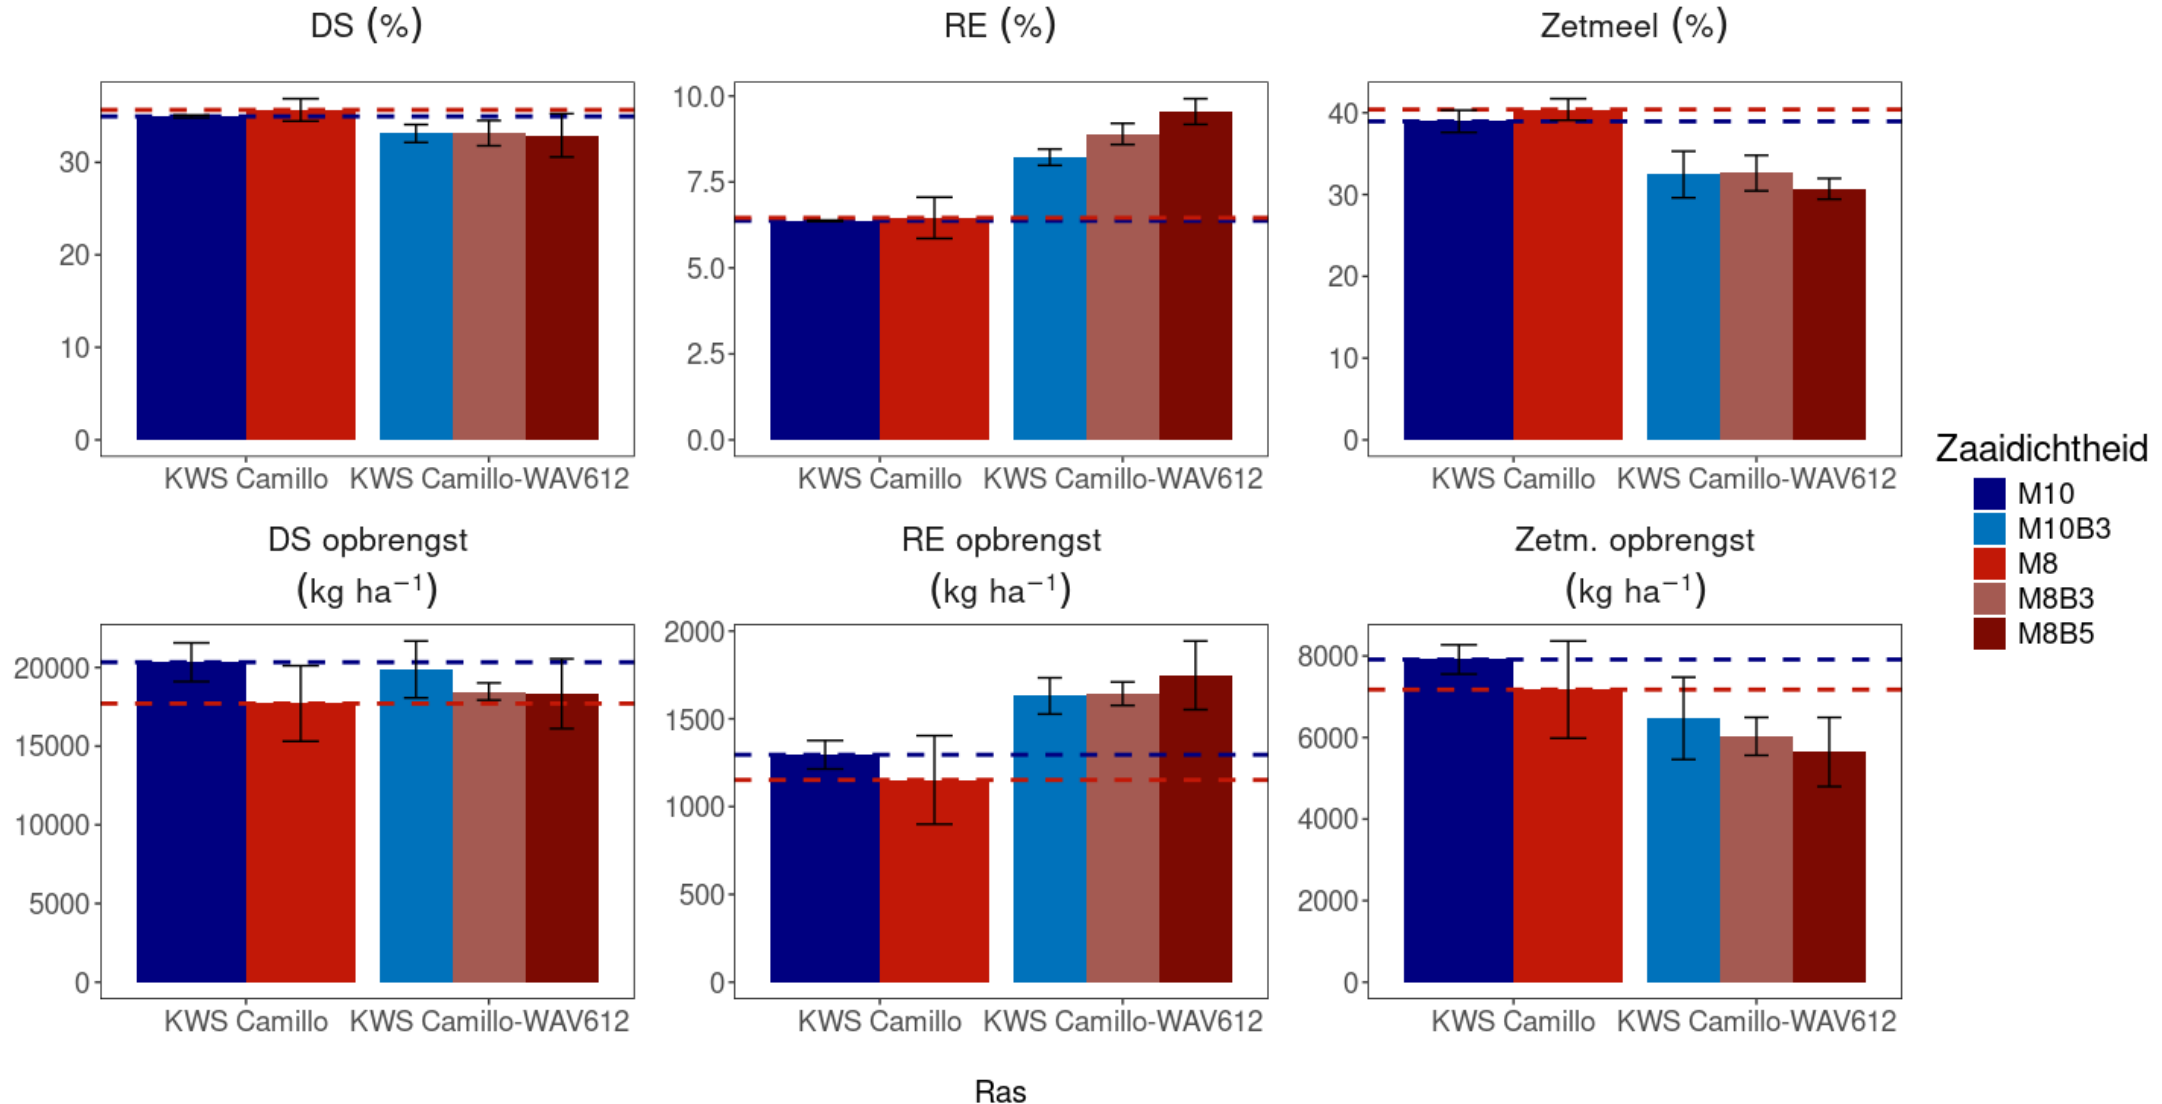 DS (%)
RE (%)
Zetmeel (%)
30
20
10
0
KWS Camillo KWS Camillo-WAV612
10.0
7.5
5.0
2.5
0.0
KWS Camillo KWS Camillo-WAV612
40
30
20
10
0
KWS Camillo KWS Camillo-WAV612
DS opbrengst
(kg ha⁻¹)
RE opbrengst
(kg ha⁻¹)
Zetm. opbrengst
(kg ha⁻¹)
20000
15000
10000
5000
0
KWS Camillo KWS Camillo-WAV612
2000
1500
1000
500
0
KWS Camillo KWS Camillo-WAV612
8000
6000
4000
2000
0
KWS Camillo KWS Camillo-WAV612
Ras
Zaaidichtheid
M10
M10B3
M8
M8B3
M8B5